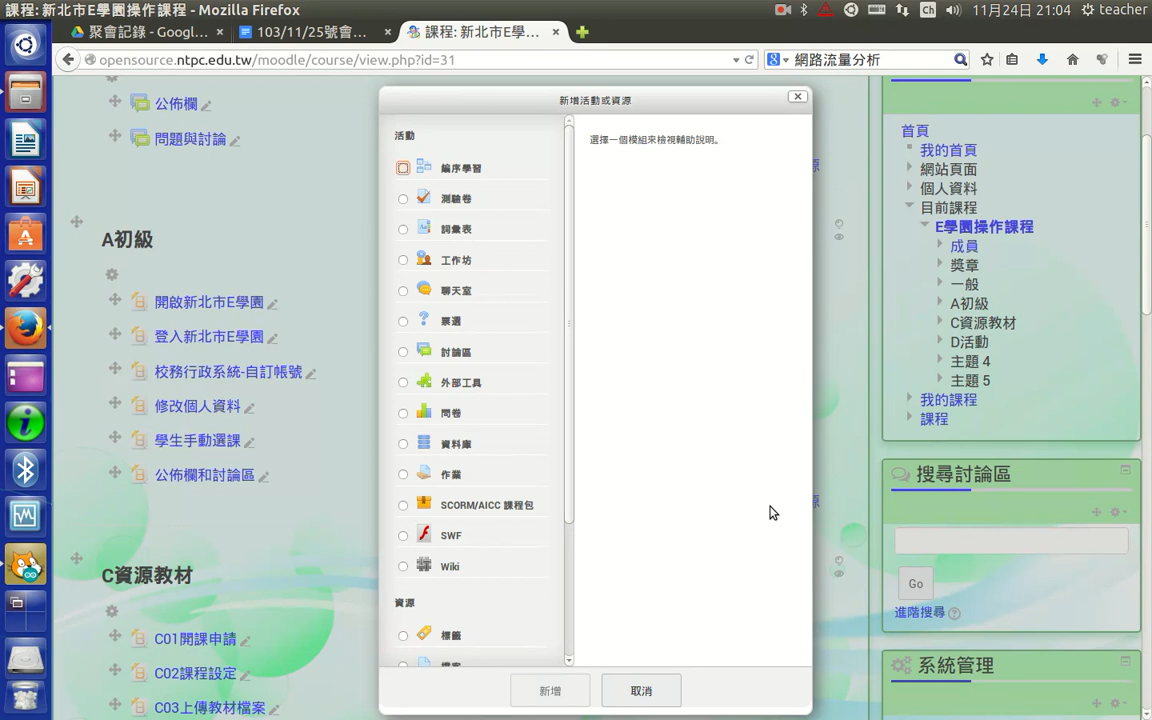 課程: 新北市E學園操作課程 - Mozilla Firefox
Ch
11月24日 21:04
teacher
聚會記錄 - Googl...
103/11/25號會...
課程: 新北市E學...
opensource.ntpc.edu.tw/moodle/course/view.php?id=31
網路流量分析
公佈欄
問題與討論
A初級
開啟新北市E學園
登入新北市E學園
校務行政系統-自訂帳號
修改個人資料
學生手動選課
公佈欄和討論區
C資源教材
C01開課申請
C02課程設定
C03上傳教材檔案
新增活動或資源
活動
編序學習
測驗卷
詞彙表
工作坊
聊天室
票選
討論區
外部工具
問卷
資料庫
作業
SCORM/AICC 課程包
SWF
Wiki
資源
標籤
檔案
選擇一個模組來檢視輔助說明。
新增
取消
源
源
首頁
我的首頁
網站頁面
個人資料
目前課程
E學園操作課程
成員
獎章
一般
A初級
C資源教材
D活動
主題 4
主題 5
我的課程
課程
搜尋討論區
Go
進階搜尋
系統管理